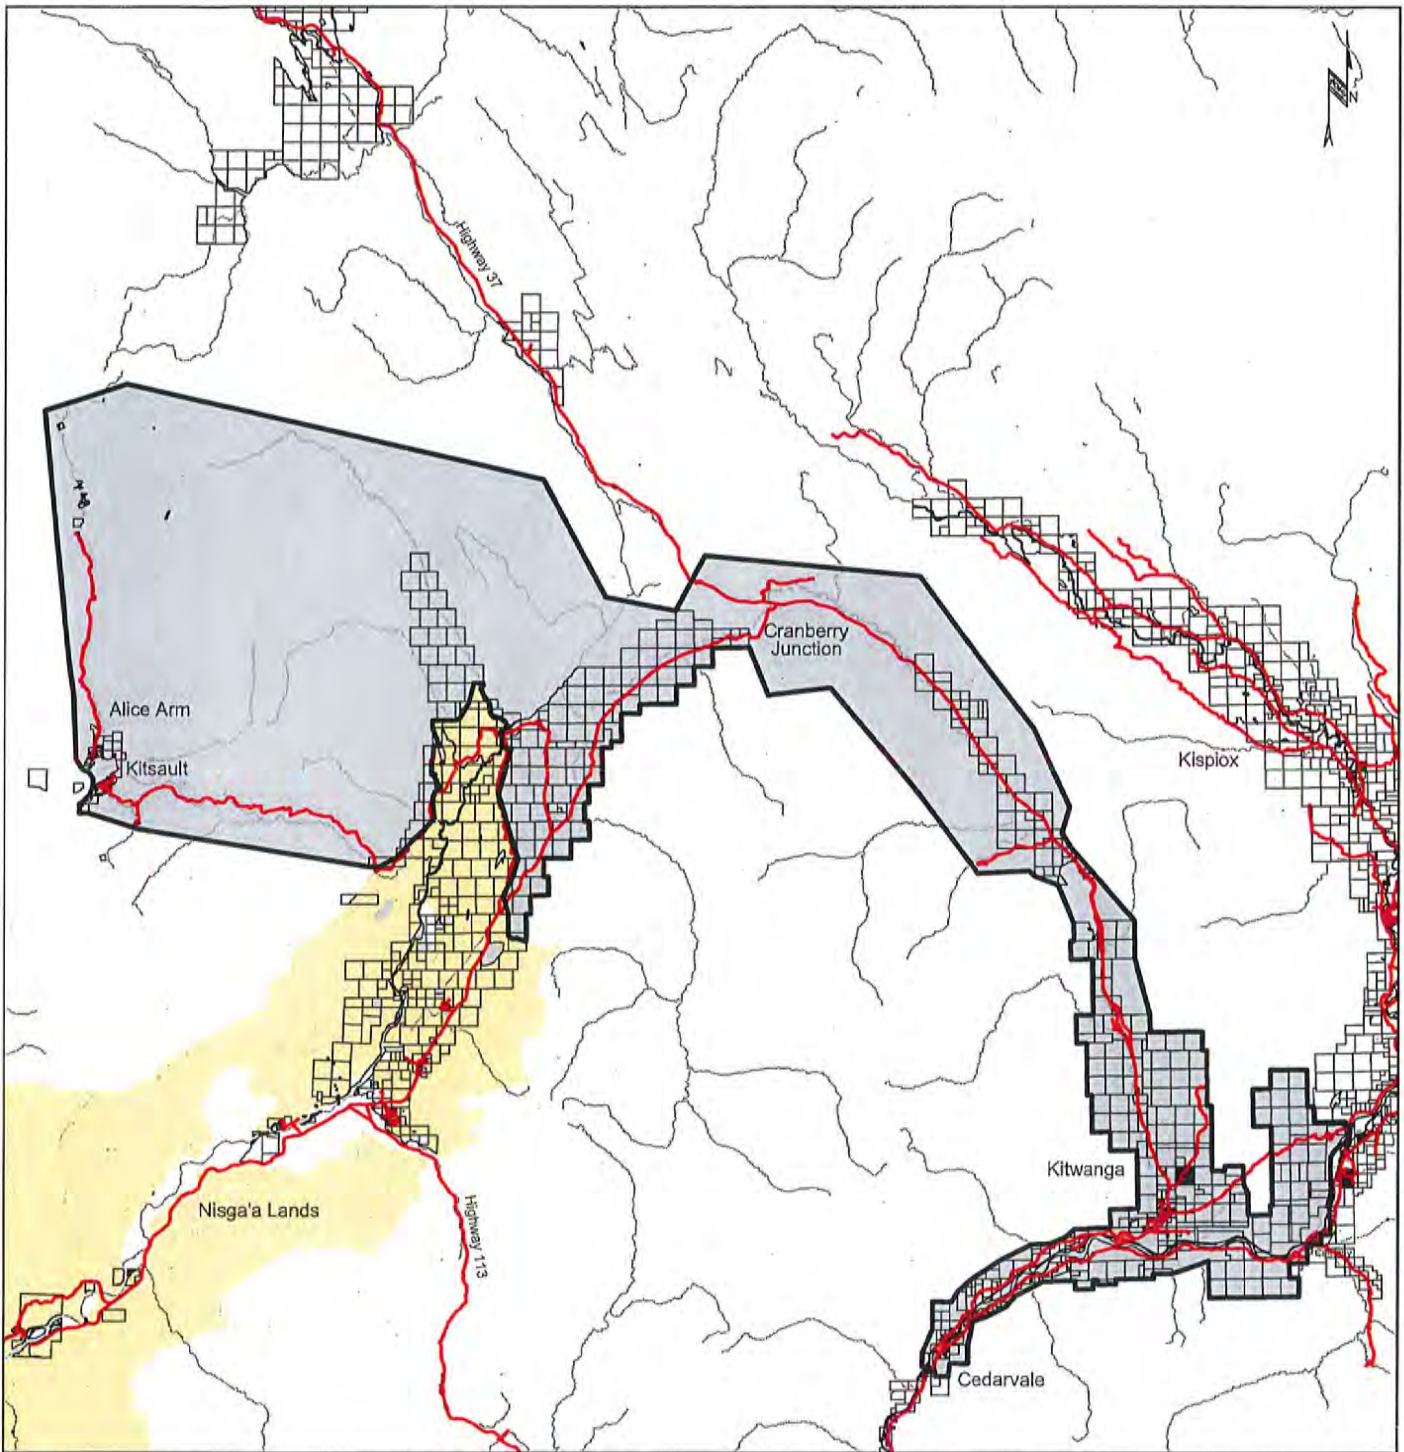 N
Highway 37
Cranberry
Junction
Alice Arm
Kitsault
Kispiox
Kitwanga
Nisga'a Lands
Highway 113
Cedarvale